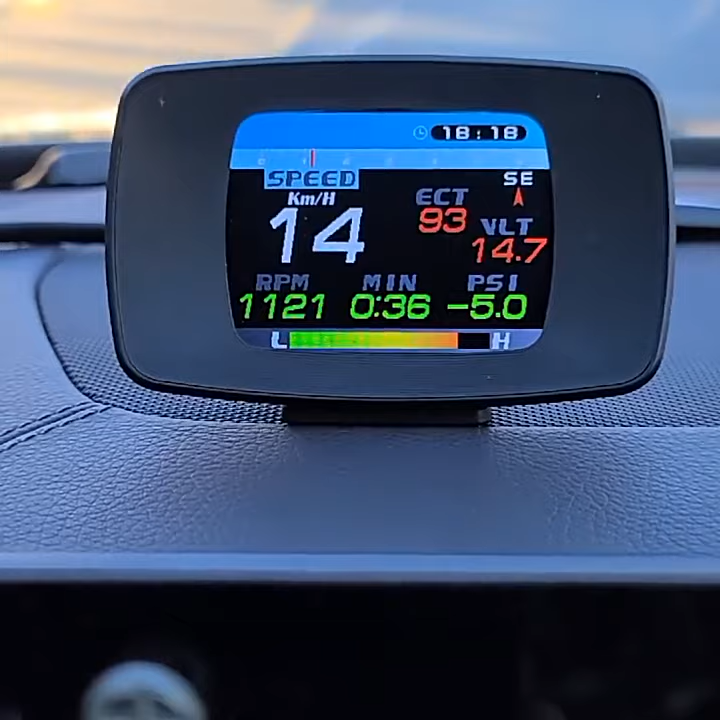 18:18
SPEED
Km/H
14
ECT
93
SE
VLT
14.7
RPM MIN PSI
1121 0:36 -5.0
L H